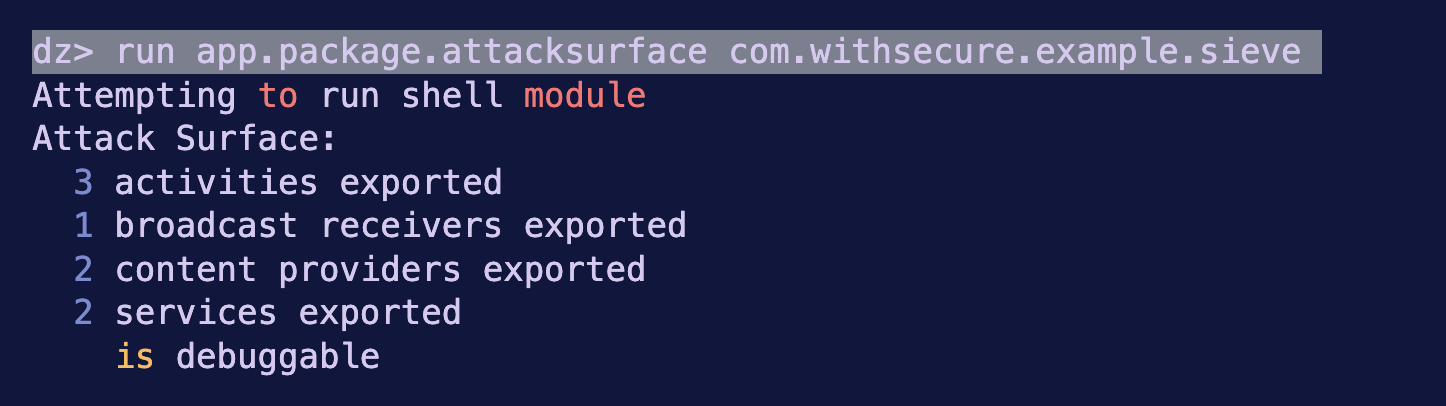 dz> run app.package.attacksurface com.withsecure.example.sieve
Attempting to run shell module
Attack Surface:
3 activities exported
1 broadcast receivers exported
2 content providers exported
2 services exported
is debuggable